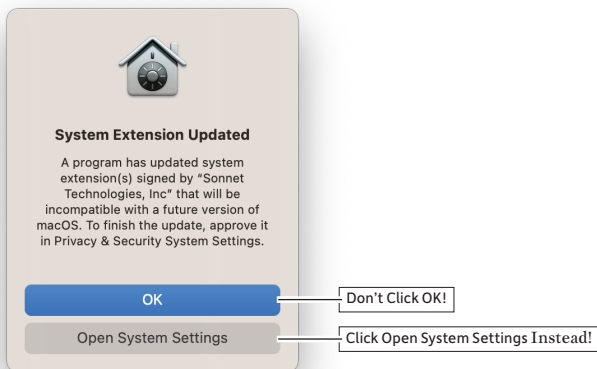 System Extension Updated
A program has updated system
extension(s) signed by “Sonnet
Technologies, Inc” that will be
incompatible with a future version of
macOS. To finish the update, approve it
in Privacy & Security System Settings.
OK
Don’t Click OK!
Open System Settings
Click Open System Settings Instead!